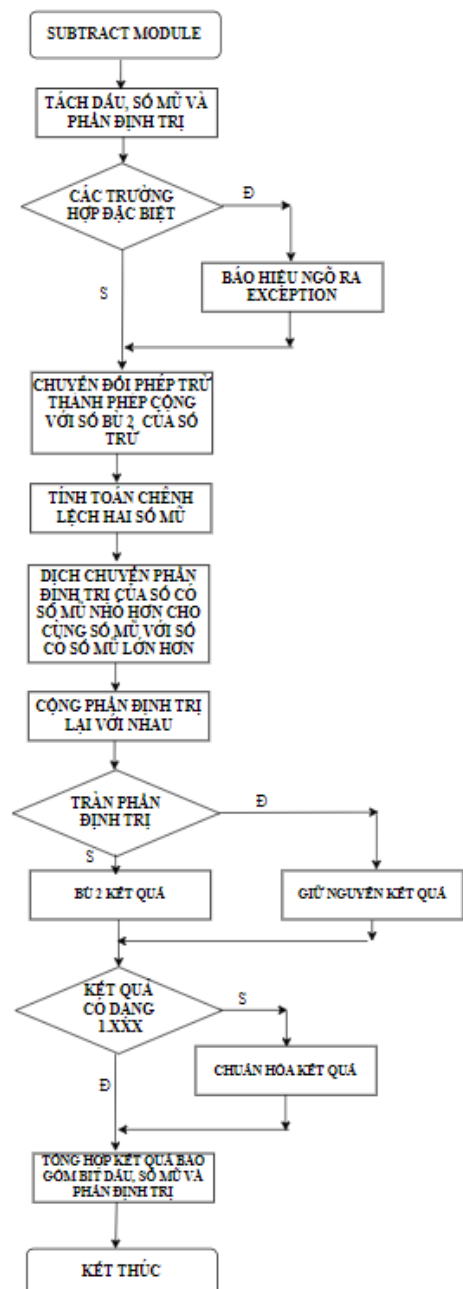 SUBTRACT MODULE
TÁCH DẤU, SỐ MŨ VÀ
PHẦN ĐỊNH TRỊ
CÁC TRƯỜNG
HỢP ĐẶC BIỆT
Đ
S
BÁO HIỆU NGÕ RA
EXCEPTION
CHUYỂN ĐỔI PHÉP TRỪ
THÀNH PHÉP CỘNG
VỚI SỐ BÙ 2 CỦA SỐ
TRỪ
TÍNH TOÁN CHÊNH
LỆCH HAI SỐ MŨ
DỊCH CHUYỂN PHẦN
ĐỊNH TRỊ CỦA SỐ CÓ
SỐ MŨ NHỎ HƠN CHO
CÙNG SỐ MŨ VỚI SỐ
CÓ SỐ MŨ LỚN HƠN
CỘNG PHẦN ĐỊNH TRỊ
LẠI VỚI NHAU
TRÀN PHẦN
ĐỊNH TRỊ
Đ
S
BÙ 2 KẾT QUẢ
GIỮ NGUYÊN KẾT QUẢ
KẾT QUẢ
CÓ DẠNG
1.XXX
S
Đ
CHUẨN HÓA KẾT QUẢ
TỔNG HỢP KẾT QUẢ BAO
GỒM BIT DẤU, SỐ MŨ VÀ
PHẦN ĐỊNH TRỊ
KẾT THÚC